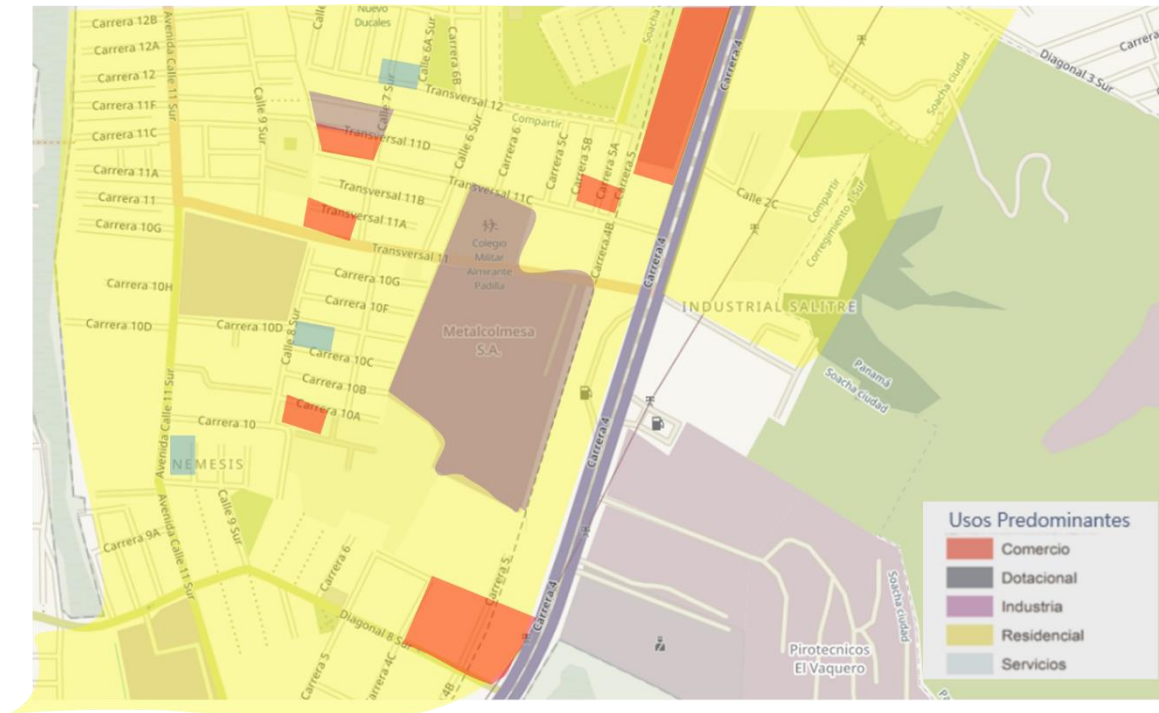 Carrera 12B
Carrera 12A
Carrera 12
Carrera 11F
Carrera 11C
Carrera 11A
Carrera 11
Carrera 10G
Carrera 10H
Carrera 10D
Avenida Calle 11 Sur
Calle 9 Sur
Nuevo
Ducales
Calle 6A Sur
Carrera 6B
Calle 7 Sur
Transversal 12
Transversal 11D
Calle 6 Sur
Carrera 6
Compartir
Carrera 5C
Carrera 5B
Carrera 5A
Carrera 5
Transversal 11B
Transversal 11C
Transversal 11A
Transversal 11
Colegio
Militar
Almirante
Padilla
Carrera 4B
Carrera 4
Carrera 4
Calle 2C
Soacha ciudad
Compartir
Corregimiento 1 Sur
Diagonal 3 Sur
Carrera
INDUSTRIAL SALITRE
Panamá
Soacha ciudad
Carrera 10G
Carrera 10F
Carrera 10D
Calle 8 Sur
Carrera 10C
Carrera 10B
Carrera 10A
Carrera 10
Metalcolmesa
S.A.
Carrera 4
Avenida Calle 11 Sur
NEMESIS
Calle 9 Sur
Carrera 9A
Avenida Calle 11 Sur
Carrera 6
Diagonal 8 Sur
Carrera 5
Carrera 4C
4B
Carrera 5
Carrera 4
Soacha ciudad
Pirotecnicos
El Vaquero
Usos Predominantes
Comercio
Dotacional
Industria
Residencial
Servicios